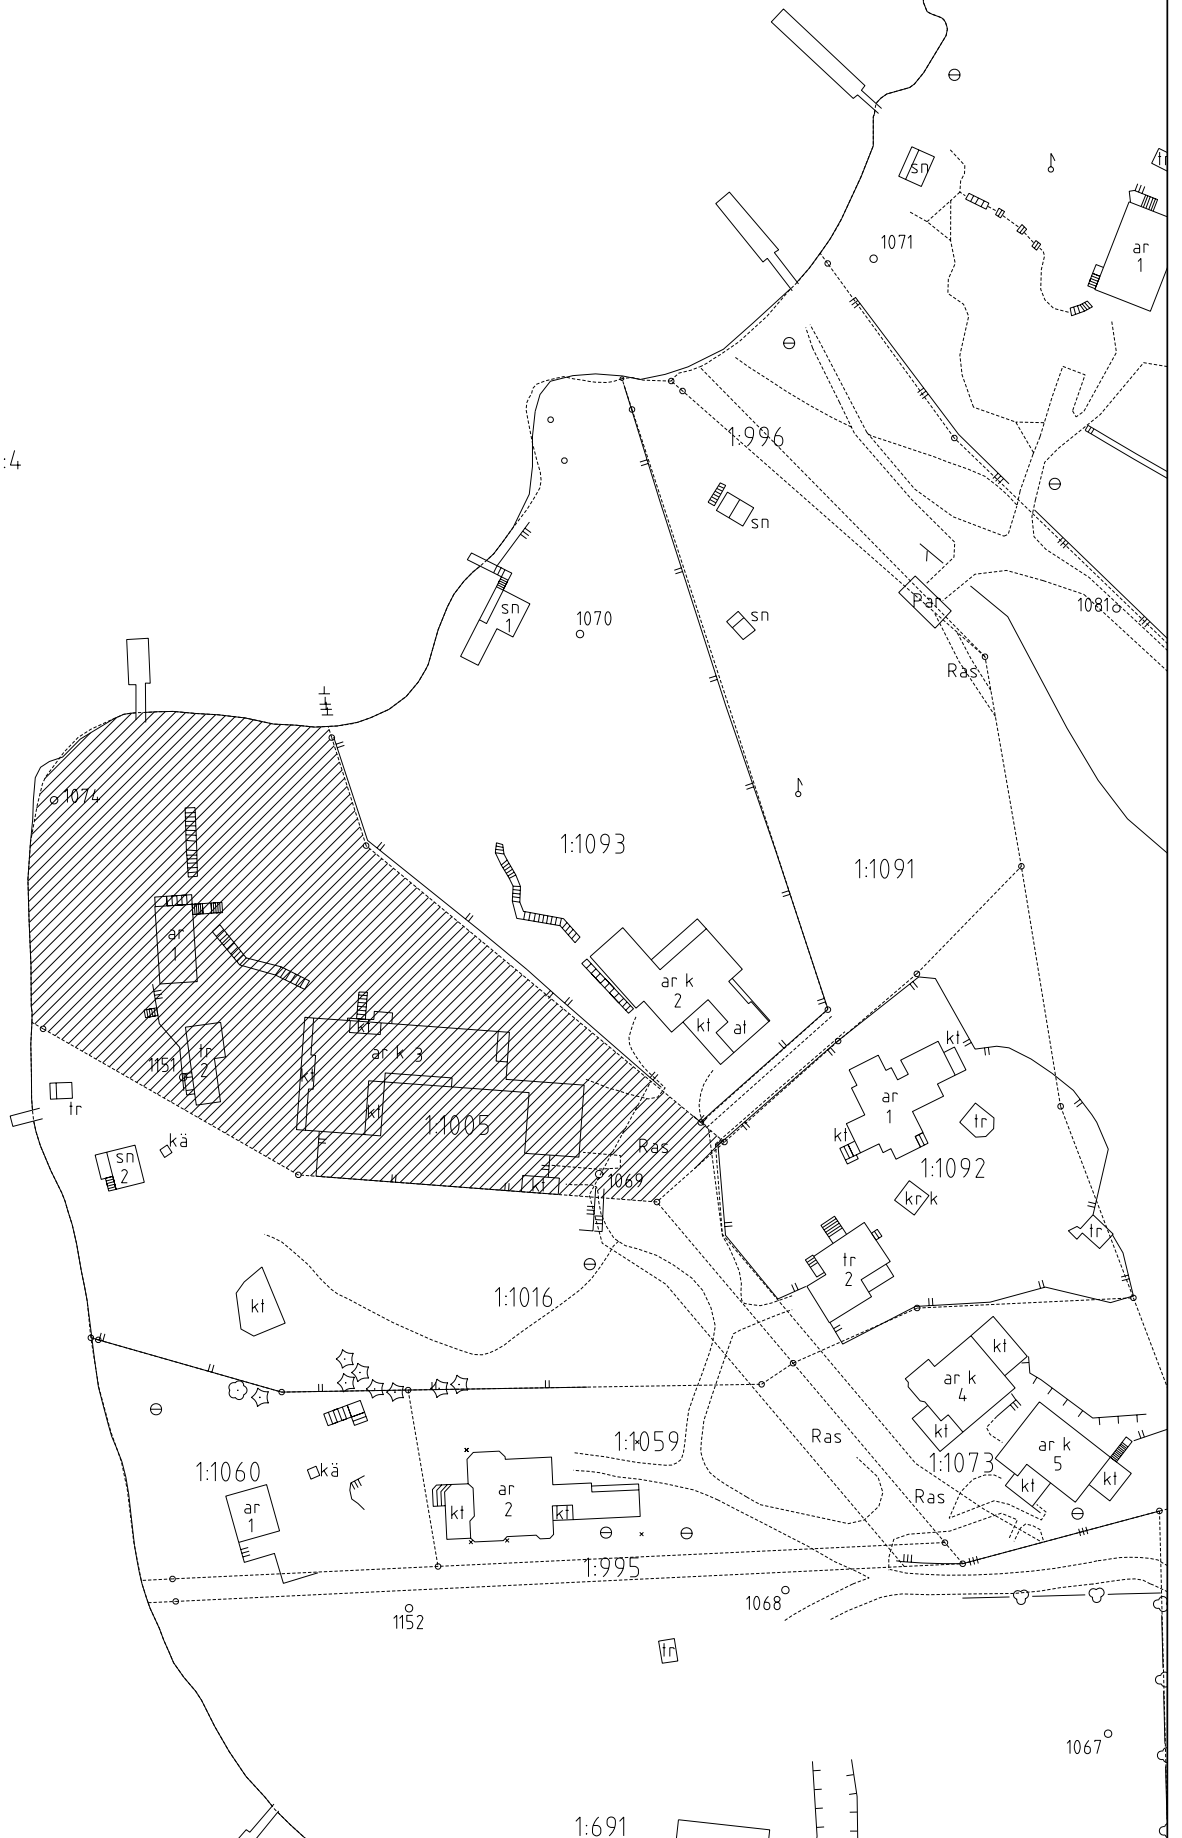 sn
tr
ar
1
1071
1:996
:4
sn
Par
1081
sn
1
1070
sn
Ras
1074
1:1093
1:1091
ar
1
ar k
2
kt
at
kt
ar k 3
kt
kt
1:1005
kt
Ras
1069
kt
1151
tr
2
tr
kä
sn
2
kt
ar
1
tr
kt
1:1092
kr k
tr
tr
2
1:1016
kt
kt
ar k
4
kt
ar k
5
kt
kt
Ras
1:1059
1:1073
Ras
1:1060
kä
ar
1
ar
2
kt
kt
1:995
1068
1152
tr
1067
1:691